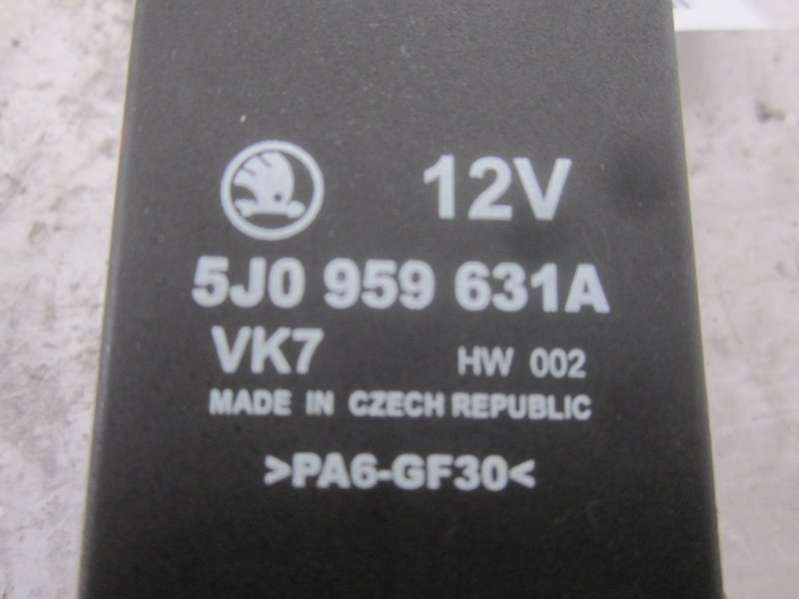 12V
5J0 959 631A
VK7 HW 002
MADE IN CZECH REPUBLIC
>PA6-GF30<